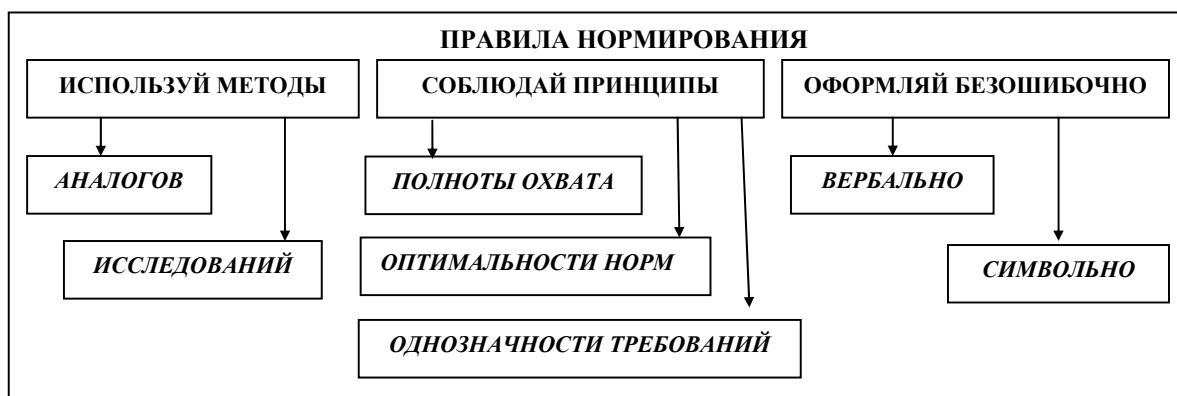 ПРАВИЛА НОРМИРОВАНИЯ
ИСПОЛЬЗУЙ МЕТОДЫ
СОБЛЮДАЙ ПРИНЦИПЫ
ОФОРМЛЯЙ БЕЗОШИБОЧНО
АНАЛОГОВ
ПОЛНОТЫ ОХВАТА
ВЕРБАЛЬНО
ИССЛЕДОВАНИЙ
ОПТИМАЛЬНОСТИ НОРМ
СИМВОЛЬНО
ОДНОЗНАЧНОСТИ ТРЕБОВАНИЙ